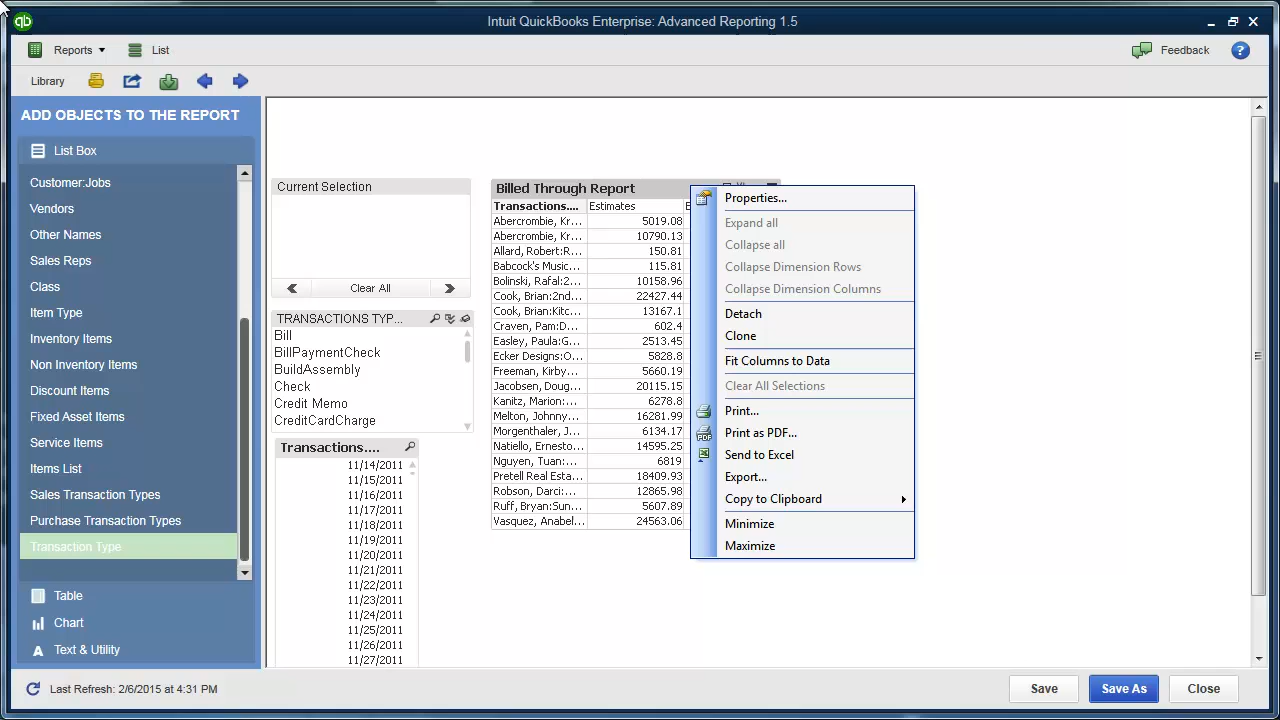 qb
Intuit QuickBooks Enterprise: Advanced Reporting 1.5
Reports
List
Feedback
?
Library
ADD OBJECTS TO THE REPORT
List Box
Customer:Jobs
Vendors
Other Names
Sales Reps
Class
Item Type
Inventory Items
Non Inventory Items
Discount Items
Fixed Asset Items
Service Items
Items List
Sales Transaction Types
Purchase Transaction Types
Transaction Type
Table
Chart
A Text & Utility
Current Selection
Clear All
TRANSACTIONS TYP...
Bill
BillPaymentCheck
BuildAssembly
Check
Credit Memo
CreditCardCharge
Transactions....
11/14/2011
11/15/2011
11/16/2011
11/17/2011
11/18/2011
11/19/2011
11/20/2011
11/21/2011
11/22/2011
11/23/2011
11/24/2011
11/25/2011
11/26/2011
11/27/2011
Billed Through Report
Transactions.... Estimates
Abercrombie, Kr... 5019.08
Abercrombie, Kr... 10790.13
Allard, Robert:R... 150.81
Babcock's Music... 115.81
Bolinski, Rafal:2... 10158.96
Cook, Brian:2nd... 22427.44
Cook, Brian:Kitc... 13167.1
Craven, Pam:D... 602.4
Easley, Paula:G... 2513.45
Ecker Designs:O... 5828.8
Freeman, Kirby... 5660.19
Jacobsen, Doug... 20115.15
Kanitz, Marion:... 6278.8
Melton, Johnny... 16281.99
Morgenthaler, J... 6134.17
Natiello, Ernesto... 14595.25
Nguyen, Tuan:... 6819
Pretell Real Esta... 18409.93
Robson, Darci:... 12865.98
Ruff, Bryan:Sun... 5607.89
Vasquez, Anabel... 24563.06
Properties...
Expand all
Collapse all
Collapse Dimension Rows
Collapse Dimension Columns
Detach
Clone
Fit Columns to Data
Clear All Selections
Print...
Print as PDF...
Send to Excel
Export...
Copy to Clipboard
Minimize
Maximize
Last Refresh: 2/6/2015 at 4:31 PM
Save
Save As
Close